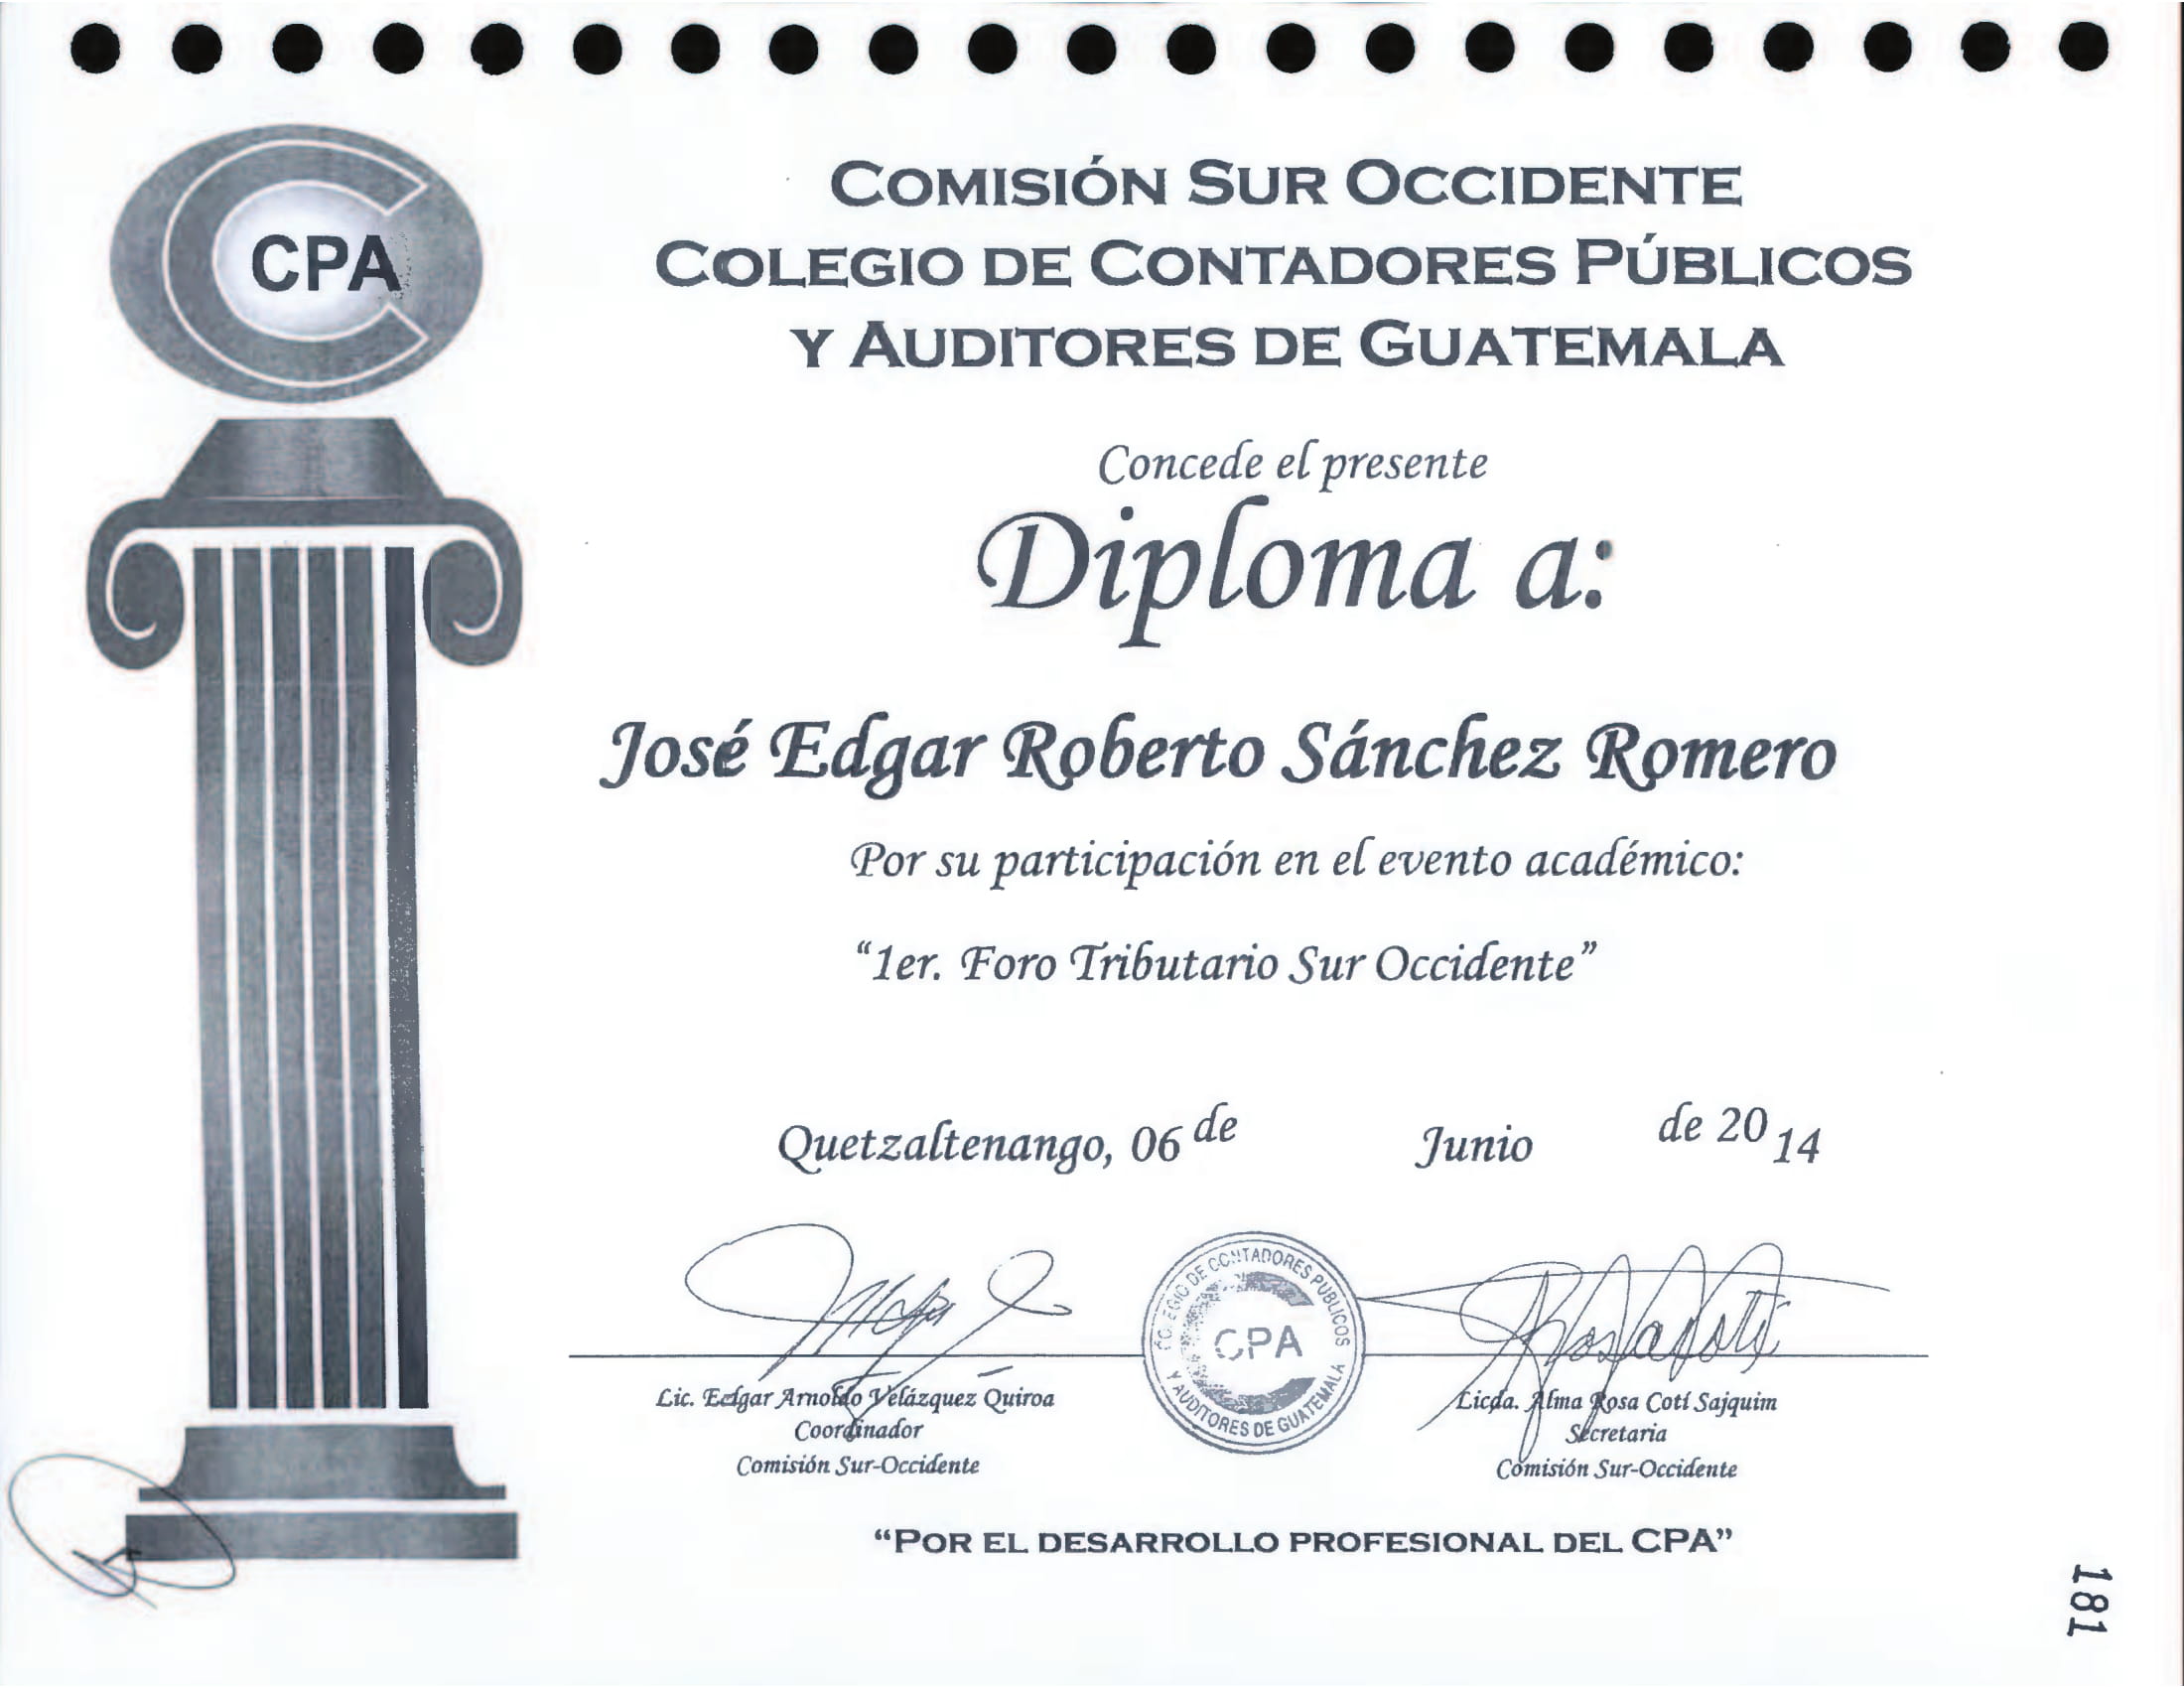 CPA
COMISIÓN SUR OCCIDENTE
COLEGIO DE CONTADORES PÚBLICOS
Y AUDITORES DE GUATEMALA
Concede el presente
Diploma a:
José Edgar Roberto Sánchez Romero
Por su participación en el evento académico:
“1er. Foro Tributario Sur Occidente”
Quetzaltenango, 06 de Junio de 2014
COLEGIO DE CONTADORES PUBLICOS
CPA
Y AUDITORES DE GUATEMALA
Lic. Edgar Arnoldo Velázquez Quiroa
Coordinador
Comisión Sur-Occidente
Licda. Alma Rosa Cotí Sajquim
Secretaria
Comisión Sur-Occidente
“POR EL DESARROLLO PROFESIONAL DEL CPA”
181